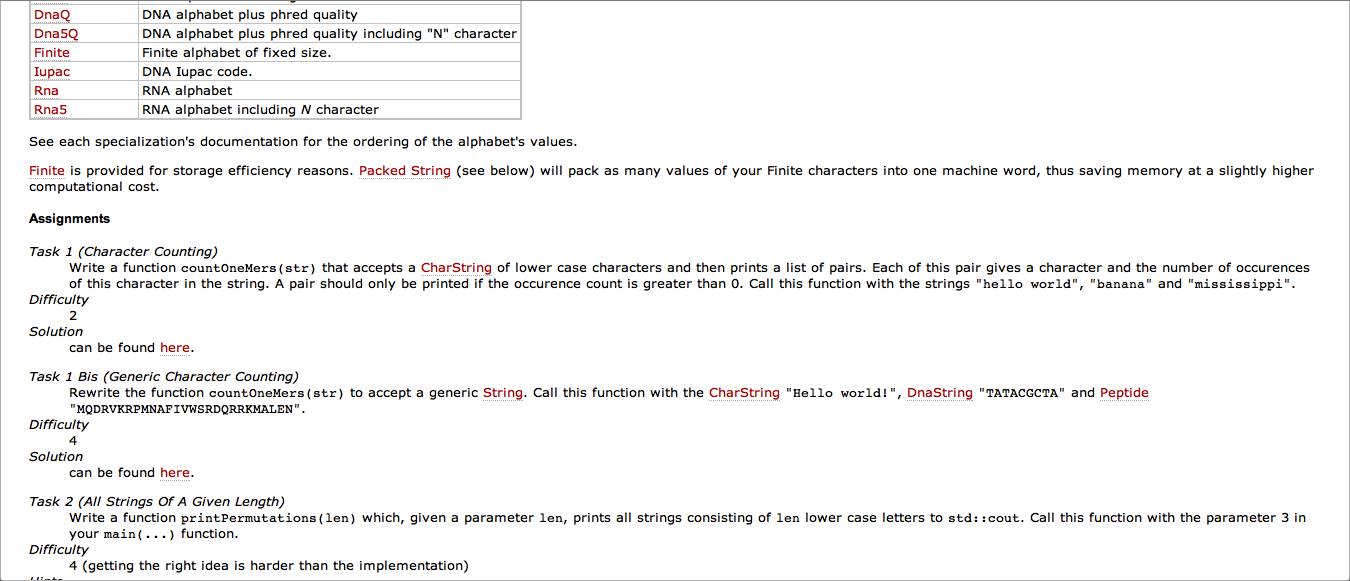 DnaQ DNA alphabet plus phred quality
Dna5Q DNA alphabet plus phred quality including "N" character
Finite Finite alphabet of fixed size.
Iupac DNA Iupac code.
Rna RNA alphabet
Rna5 RNA alphabet including N character
See each specialization's documentation for the ordering of the alphabet's values.
Finite is provided for storage efficiency reasons. Packed String (see below) will pack as many values of your Finite characters into one machine word, thus saving memory at a slightly higher
computational cost.
Assignments
Task 1 (Character Counting)
Write a function countOneMers(str) that accepts a CharString of lower case characters and then prints a list of pairs. Each of this pair gives a character and the number of occurences
of this character in the string. A pair should only be printed if the occurence count is greater than 0. Call this function with the strings "hello world", "banana" and "mississippi".
Difficulty
2
Solution
can be found here.
Task 1 Bis (Generic Character Counting)
Rewrite the function countOneMers(str) to accept a generic String. Call this function with the CharString "Hello world!", DnaString "TATACGCTA" and Peptide
"MQDRVKRPMNAFIVWSRDQRRKMALEN".
Difficulty
4
Solution
can be found here.
Task 2 (All Strings Of A Given Length)
Write a function printPermutations(len) which, given a parameter len, prints all strings consisting of len lower case letters to std::cout. Call this function with the parameter 3 in
your main(...) function.
Difficulty
4 (getting the right idea is harder than the implementation)